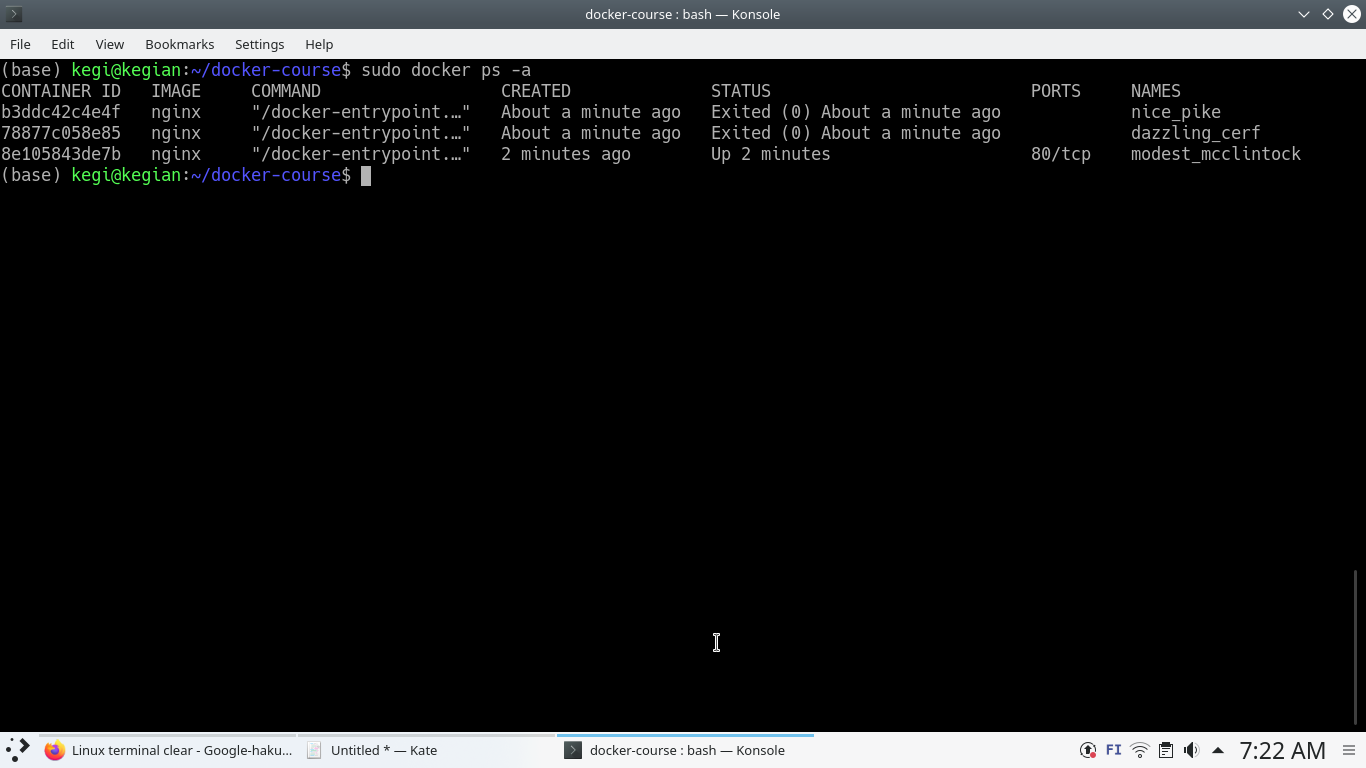 docker-course : bash — Konsole
File Edit View Bookmarks Settings Help
(base) kegi@kegian:~/docker-course$ sudo docker ps -a
CONTAINER ID IMAGE COMMAND CREATED STATUS PORTS NAMES
b3ddc42c4e4f nginx "/docker-entrypoint.…" About a minute ago Exited (0) About a minute ago nice_pike
78877c058e85 nginx "/docker-entrypoint.…" About a minute ago Exited (0) About a minute ago dazzling_cerf
8e105843de7b nginx "/docker-entrypoint.…" 2 minutes ago Up 2 minutes 80/tcp modest_mcclintock
(base) kegi@kegian:~/docker-course$
Linux terminal clear - Google-haku... Untitled * — Kate docker-course : bash — Konsole FI 7:22 AM